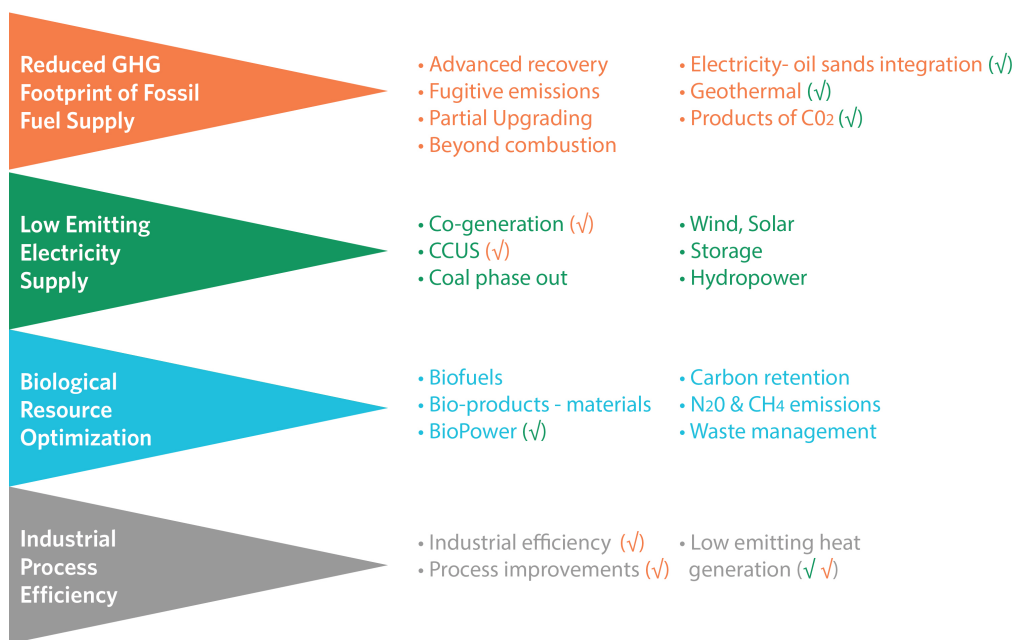 Reduced GHG
Footprint of Fossil
Fuel Supply
• Advanced recovery
• Fugitive emissions
• Partial Upgrading
• Beyond combustion
• Electricity- oil sands integration (√)
• Geothermal (√)
• Products of C02 (√)
Low Emitting
Electricity
Supply
• Co-generation (√)
• CCUS (√)
• Coal phase out
• Wind, Solar
• Storage
• Hydropower
Biological
Resource
Optimization
• Biofuels
• Bio-products - materials
• BioPower (√)
• Carbon retention
• N20 & CH4 emissions
• Waste management
Industrial
Process
Efficiency
• Industrial efficiency (√)
• Process improvements (√)
• Low emitting heat
generation (√ √)